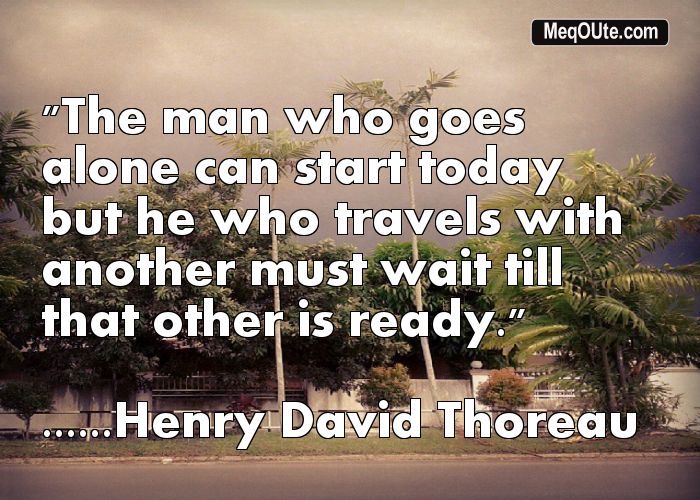 MeqOUte.com
"The man who goes
alone can start today
but he who travels with
another must wait till
that other is ready."
......Henry David Thoreau